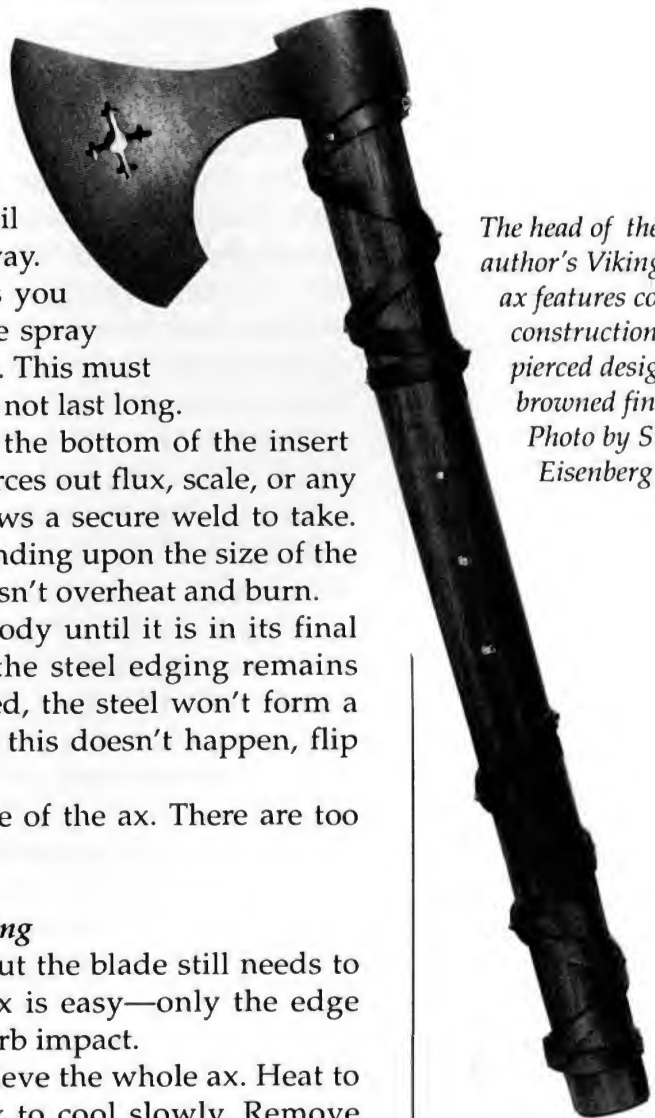 il
vay.
s you
e spray
. This must
not last long.
the bottom of the insert
rces out flux, scale, or any
ws a secure weld to take.
nding upon the size of the
sn't overheat and burn.
ody until it is in its final
the steel edging remains
ed, the steel won't form a
this doesn't happen, flip
e of the ax. There are too
ng
ut the blade still needs to
x is easy—only the edge
rb impact.
ieve the whole ax. Heat to
x to cool slowly. Remove
The head of the
author's Viking
ax features co
construction
pierced desig
browned fin
Photo by S
Eisenberg